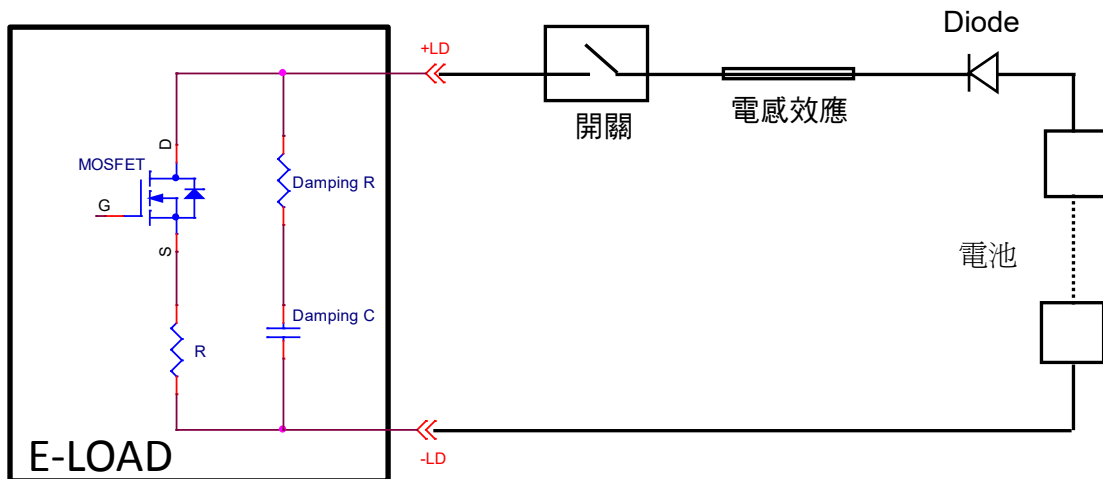 Diode
+LD
開關
電感效應
D
MOSFET
Damping R
G
S
電池
Damping C
R
E-LOAD
-LD